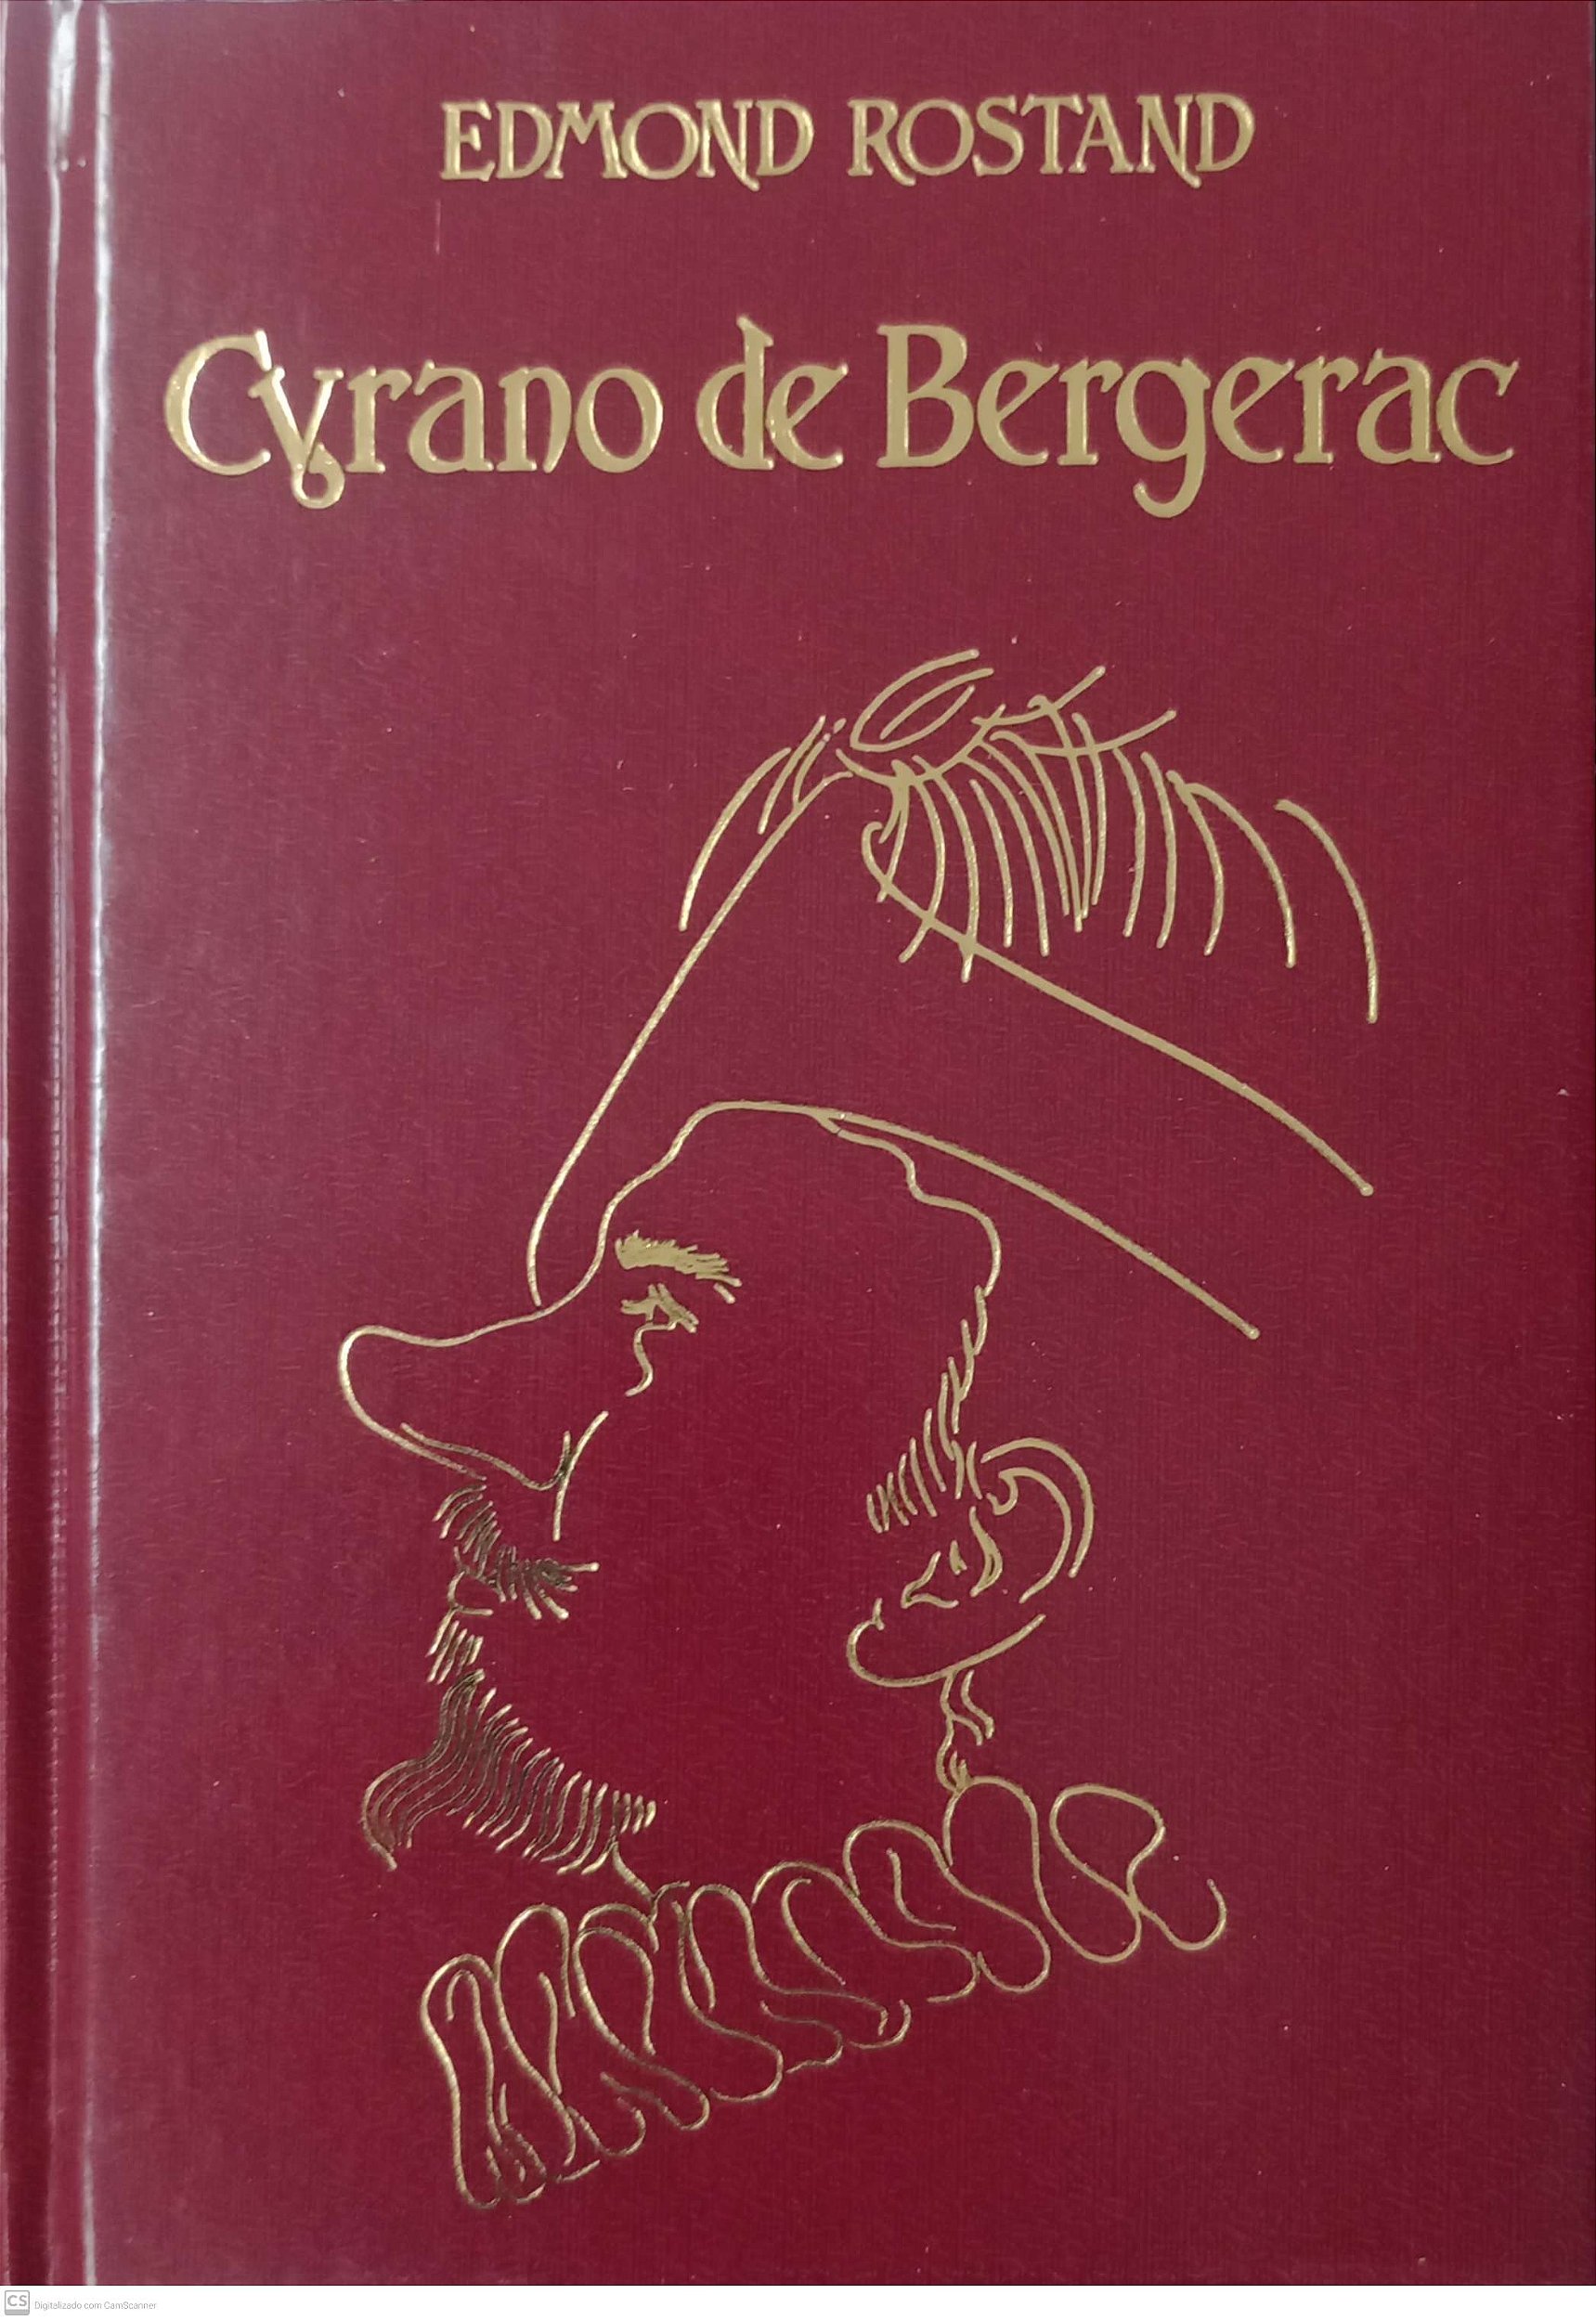 EDMOND ROSTAND
Cyrano de Bergerac
CS Digitalizado com CamScanner